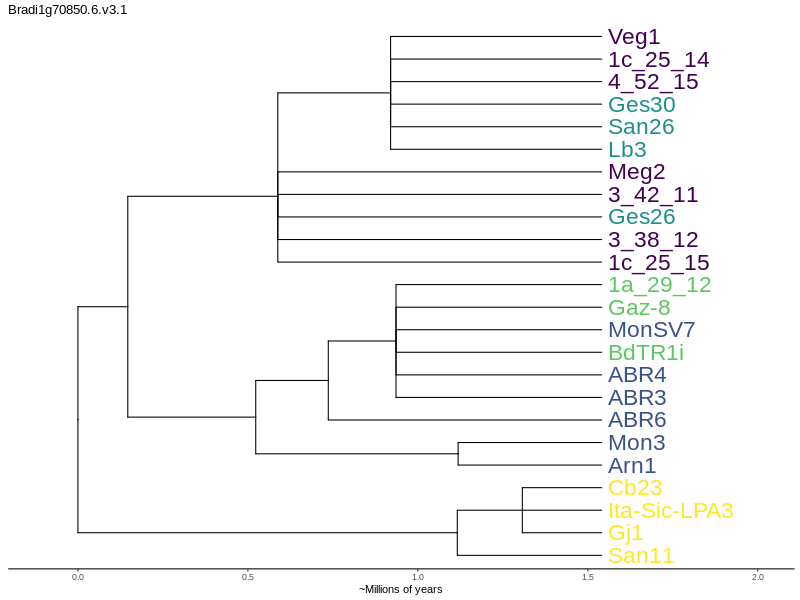 Bradi1g70850.6.v3.1
Veg1
1c_25_14
4_52_15
Ges30
San26
Lb3
Meg2
3_42_11
Ges26
3_38_12
1c_25_15
1a_29_12
Gaz-8
MonSV7
BdTR1i
ABR4
ABR3
ABR6
Mon3
Arn1
Cb23
Ita-Sic-LPA3
Gj1
San11
0.0 0.5 1.0 1.5 2.0
~Millions of years